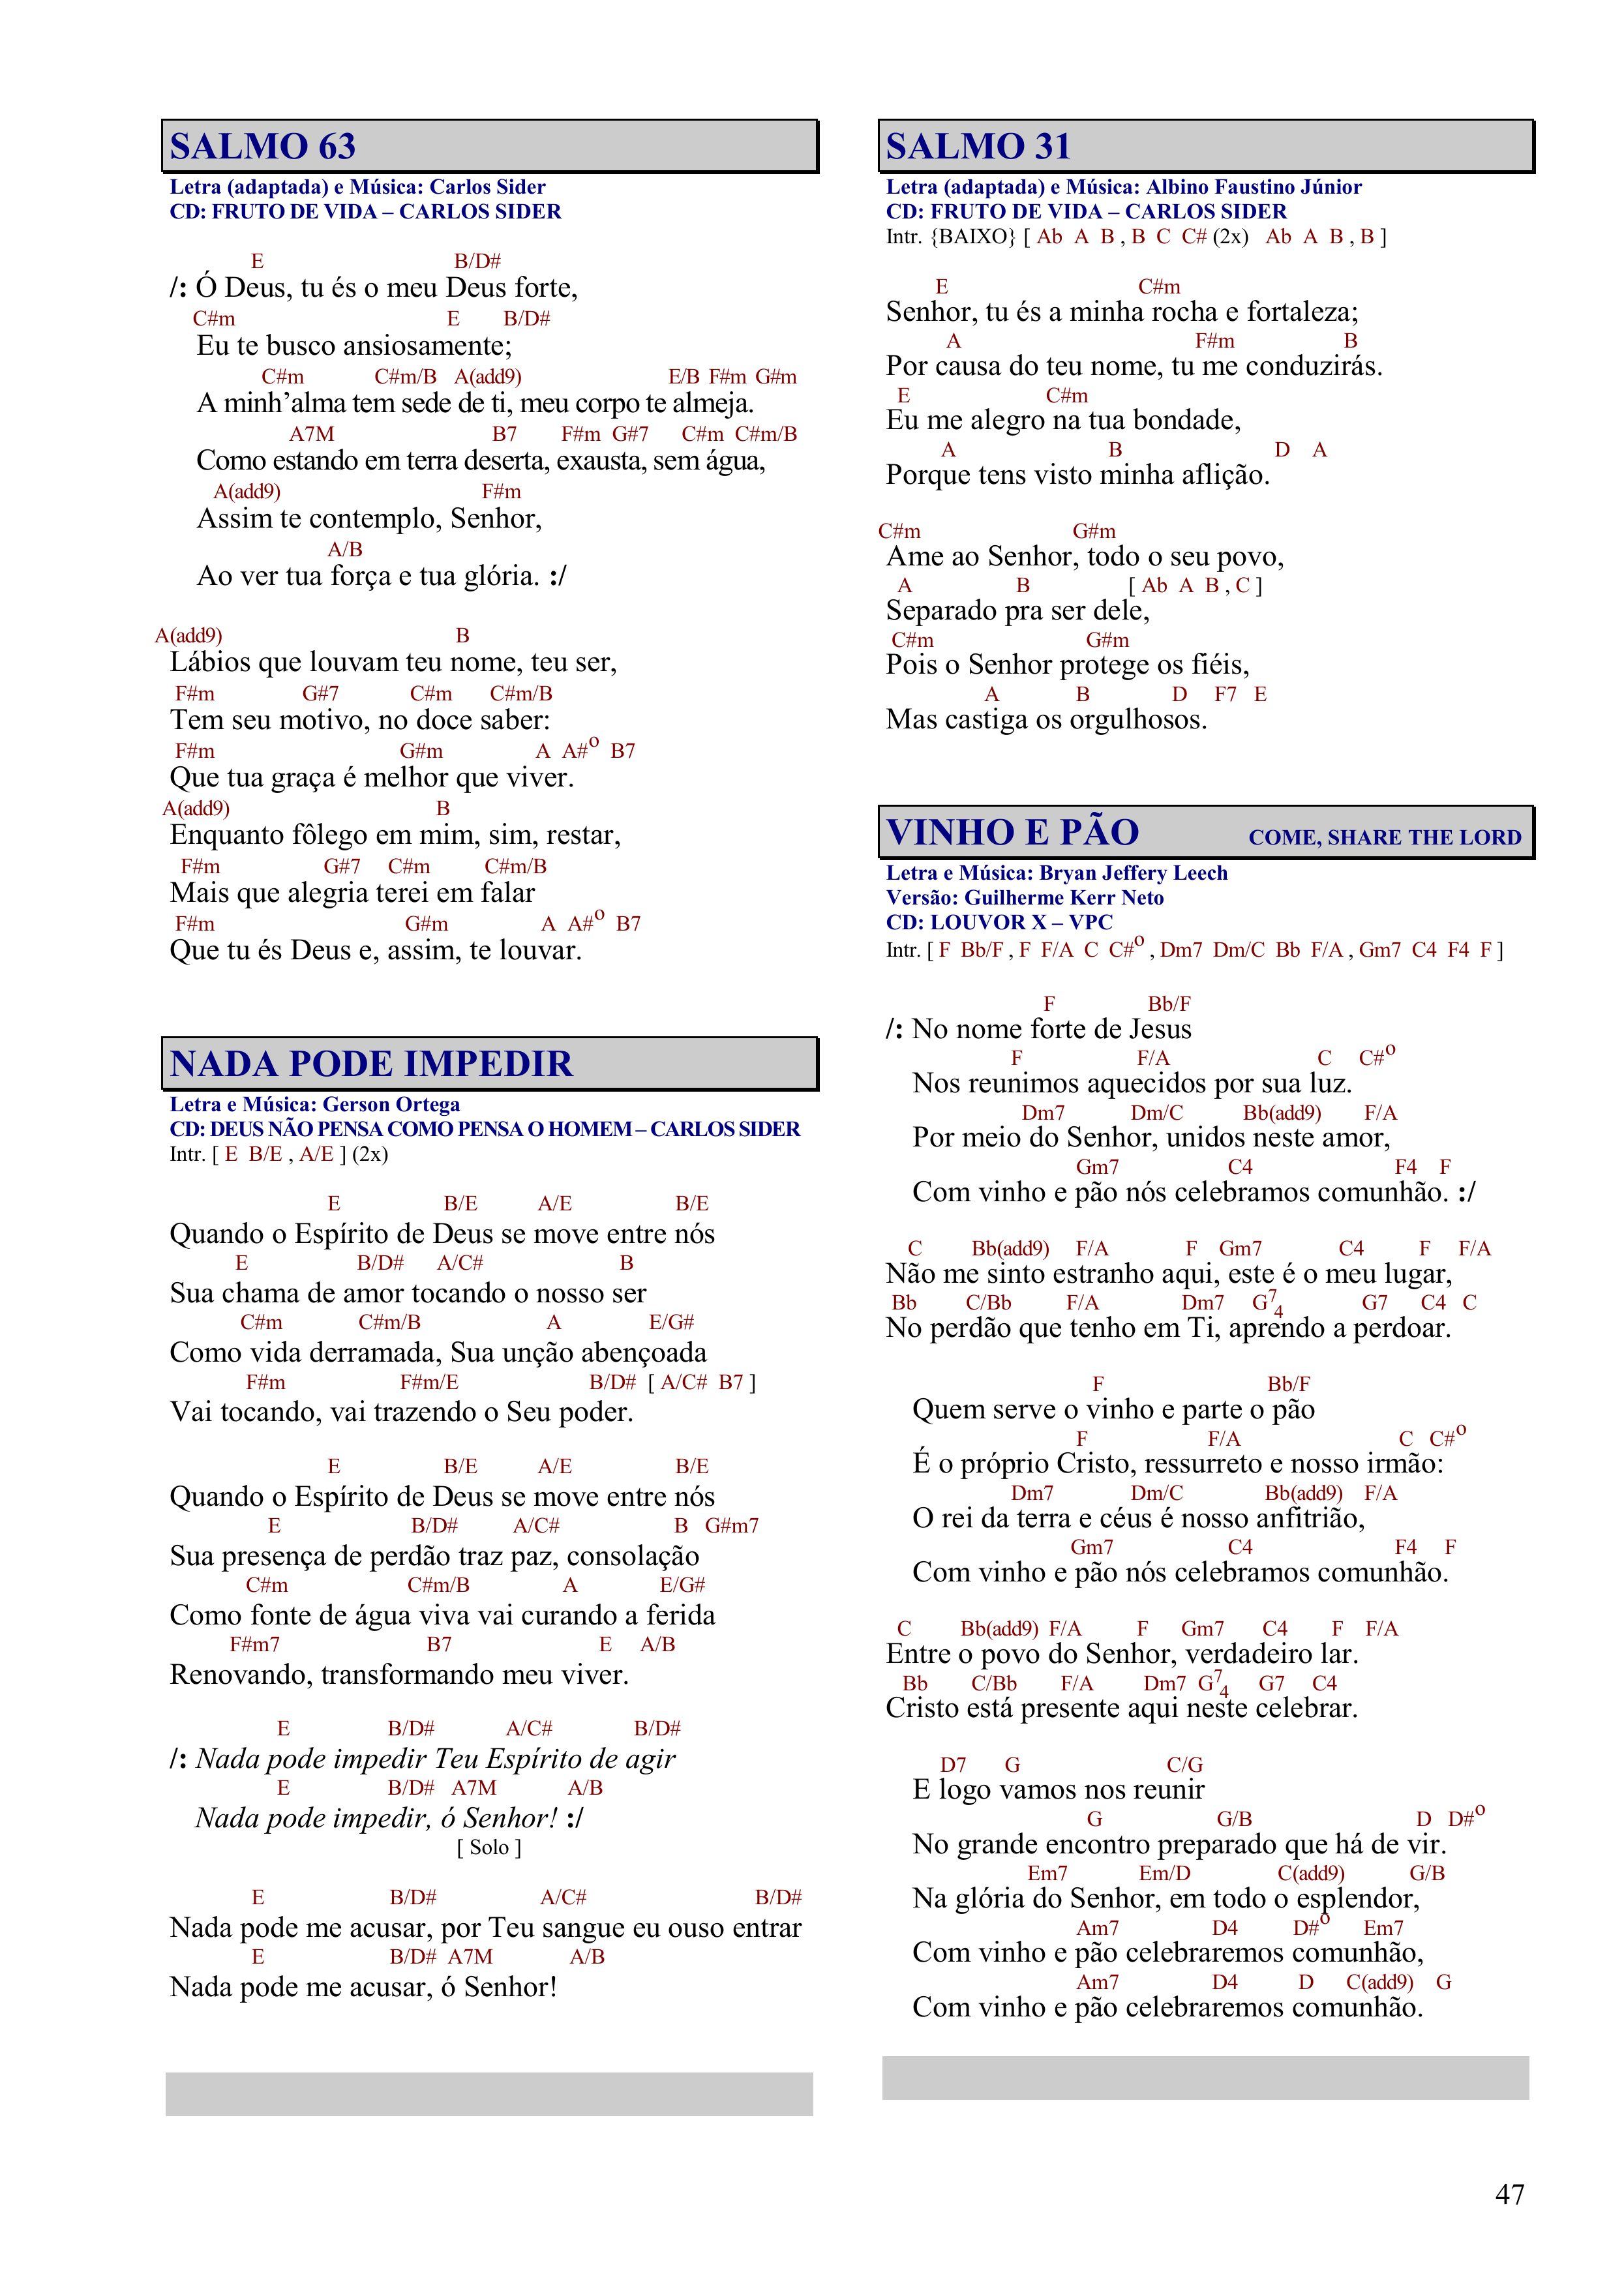 SALMO 63
Letra (adaptada) e Música: Carlos Sider
CD: FRUTO DE VIDA – CARLOS SIDER
E B/D#
/: Ó Deus, tu és o meu Deus forte,
C#m E B/D#
Eu te busco ansiosamente;
C#m C#m/B A(add9) E/B F#m G#m
A minh’alma tem sede de ti, meu corpo te almeja.
A7M B7 F#m G#7 C#m C#m/B
Como estando em terra deserta, exausta, sem água,
A(add9) F#m
Assim te contemplo, Senhor,
A/B
Ao ver tua força e tua glória. :/
A(add9) B
Lábios que louvam teu nome, teu ser,
F#m G#7 C#m C#m/B
Tem seu motivo, no doce saber:
F#m G#m A A#º B7
Que tua graça é melhor que viver.
A(add9) B
Enquanto fôlego em mim, sim, restar,
F#m G#7 C#m C#m/B
Mais que alegria terei em falar
F#m G#m A A#º B7
Que tu és Deus e, assim, te louvar.
NADA PODE IMPEDIR
Letra e Música: Gerson Ortega
CD: DEUS NÃO PENSA COMO PENSA O HOMEM – CARLOS SIDER
Intr. [ E B/E , A/E ] (2x)
E B/E A/E B/E
Quando o Espírito de Deus se move entre nós
E B/D# A/C# B
Sua chama de amor tocando o nosso ser
C#m C#m/B A E/G#
Como vida derramada, Sua unção abençoada
F#m F#m/E B/D# [ A/C# B7 ]
Vai tocando, vai trazendo o Seu poder.
E B/E A/E B/E
Quando o Espírito de Deus se move entre nós
E B/D# A/C# B G#m7
Sua presença de perdão traz paz, consolação
C#m C#m/B A E/G#
Como fonte de água viva vai curando a ferida
F#m7 B7 E A/B
Renovando, transformando meu viver.
E B/D# A/C# B/D#
/: Nada pode impedir Teu Espírito de agir
E B/D# A7M A/B
Nada pode impedir, ó Senhor! :/
[ Solo ]
E B/D# A/C# B/D#
Nada pode me acusar, por Teu sangue eu ouso entrar
E B/D# A7M A/B
Nada pode me acusar, ó Senhor!
SALMO 31
Letra (adaptada) e Música: Albino Faustino Júnior
CD: FRUTO DE VIDA – CARLOS SIDER
Intr. {BAIXO} [ Ab A B , B C C# (2x) Ab A B , B ]
E C#m
Senhor, tu és a minha rocha e fortaleza;
A F#m B
Por causa do teu nome, tu me conduzirás.
E C#m
Eu me alegro na tua bondade,
A B D A
Porque tens visto minha aflição.
C#m G#m
Ame ao Senhor, todo o seu povo,
A B [ Ab A B , C ]
Separado pra ser dele,
C#m G#m
Pois o Senhor protege os fiéis,
A B D F7 E
Mas castiga os orgulhosos.
VINHO E PÃO COME, SHARE THE LORD
Letra e Música: Bryan Jeffery Leech
Versão: Guilherme Kerr Neto
CD: LOUVOR X – VPC
Intr. [ F Bb/F , F F/A C C#º , Dm7 Dm/C Bb F/A , Gm7 C4 F4 F ]
F Bb/F
/: No nome forte de Jesus
F F/A C C#º
Nos reunimos aquecidos por sua luz.
Dm7 Dm/C Bb(add9) F/A
Por meio do Senhor, unidos neste amor,
Gm7 C4 F4 F
Com vinho e pão nós celebramos comunhão. :/
C Bb(add9) F/A F Gm7 C4 F F/A
Não me sinto estranho aqui, este é o meu lugar,
Bb C/Bb F/A Dm7 G⁷₄ G7 C4 C
No perdão que tenho em Ti, aprendo a perdoar.
F Bb/F
Quem serve o vinho e parte o pão
F F/A C C#º
É o próprio Cristo, ressurreto e nosso irmão:
Dm7 Dm/C Bb(add9) F/A
O rei da terra e céus é nosso anfitrião,
Gm7 C4 F4 F
Com vinho e pão nós celebramos comunhão.
C Bb(add9) F/A F Gm7 C4 F F/A
Entre o povo do Senhor, verdadeiro lar.
Bb C/Bb F/A Dm7 G⁷₄ G7 C4
Cristo está presente aqui neste celebrar.
D7 G C/G
E logo vamos nos reunir
G G/B D D#º
No grande encontro preparado que há de vir.
Em7 Em/D C(add9) G/B
Na glória do Senhor, em todo o esplendor,
Am7 D4 D#º Em7
Com vinho e pão celebraremos comunhão,
Am7 D4 D C(add9) G
Com vinho e pão celebraremos comunhão.
47